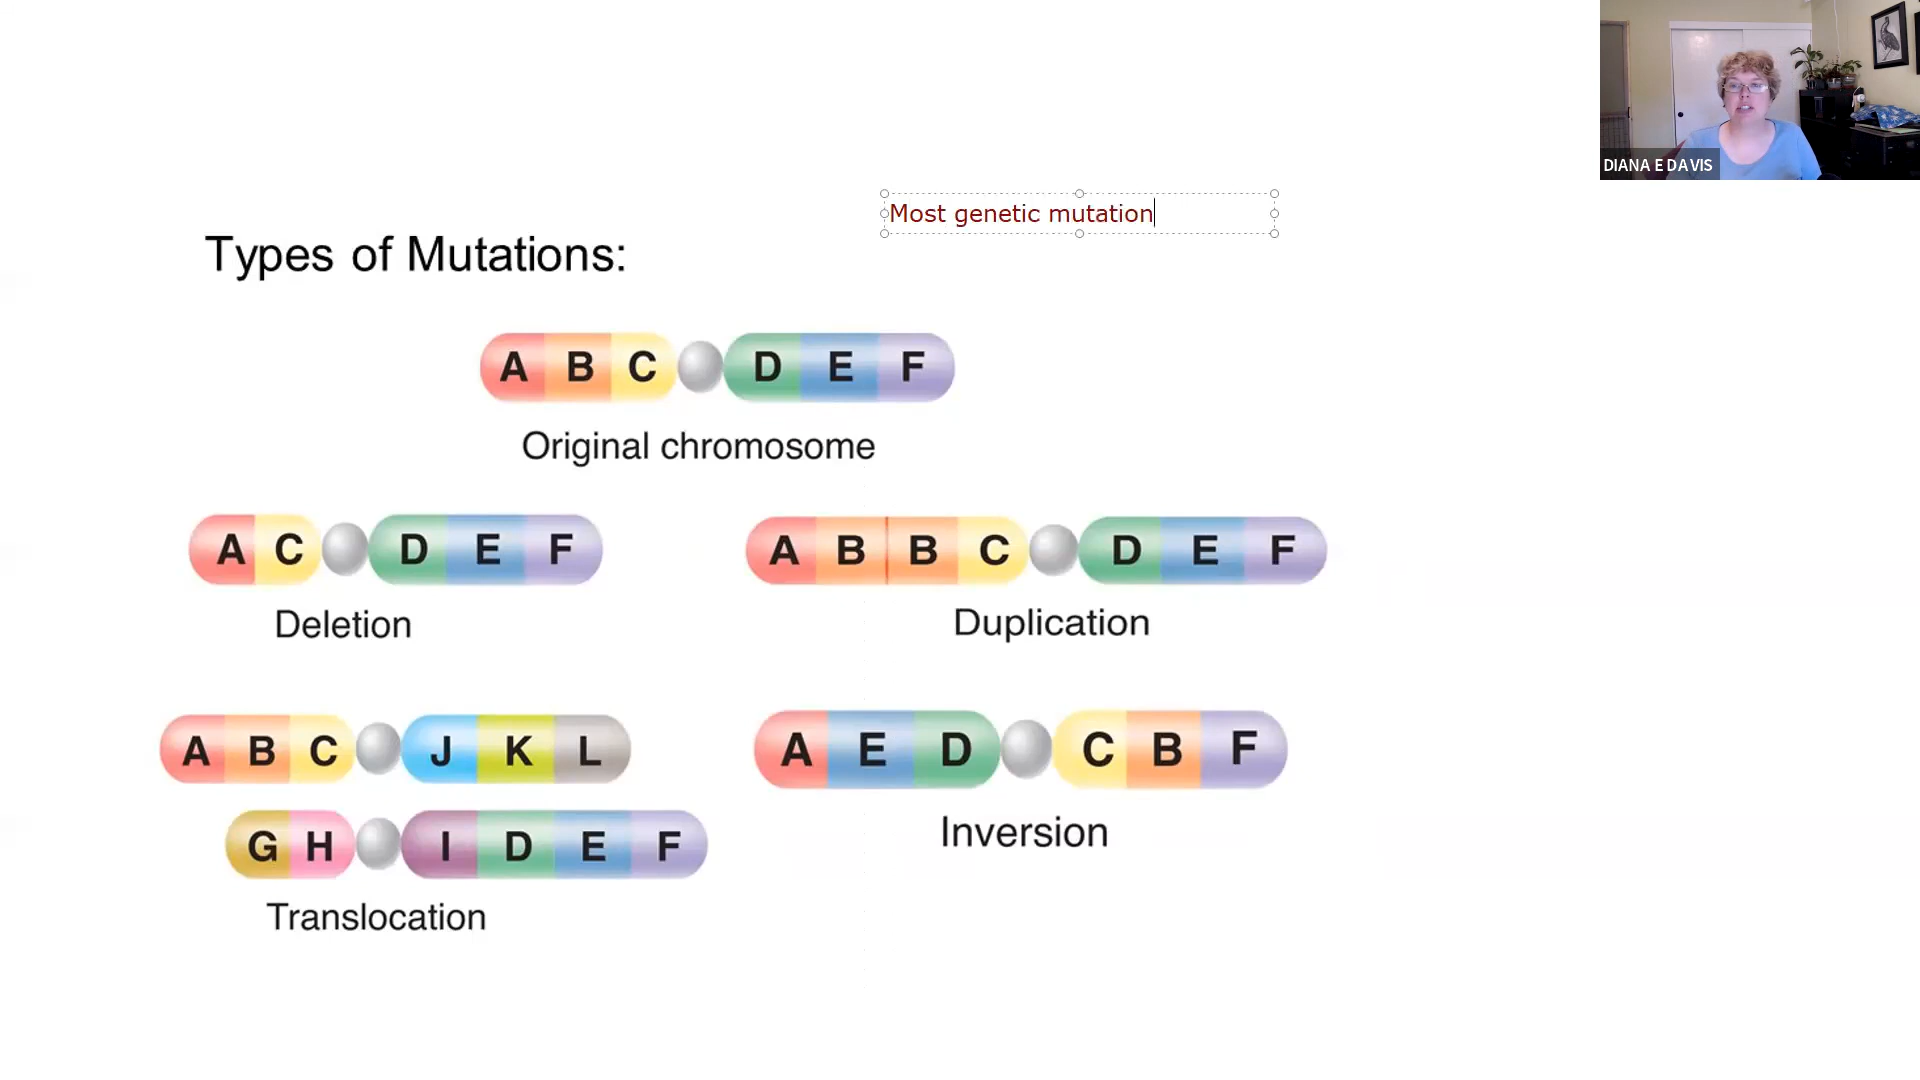 DIANA E DAVIS
Most genetic mutation
Types of Mutations:
A B C D E F
Original chromosome
A C D E F
Deletion
A B B C D E F
Duplication
A B C J K L
G H I D E F
Translocation
A E D C B F
Inversion